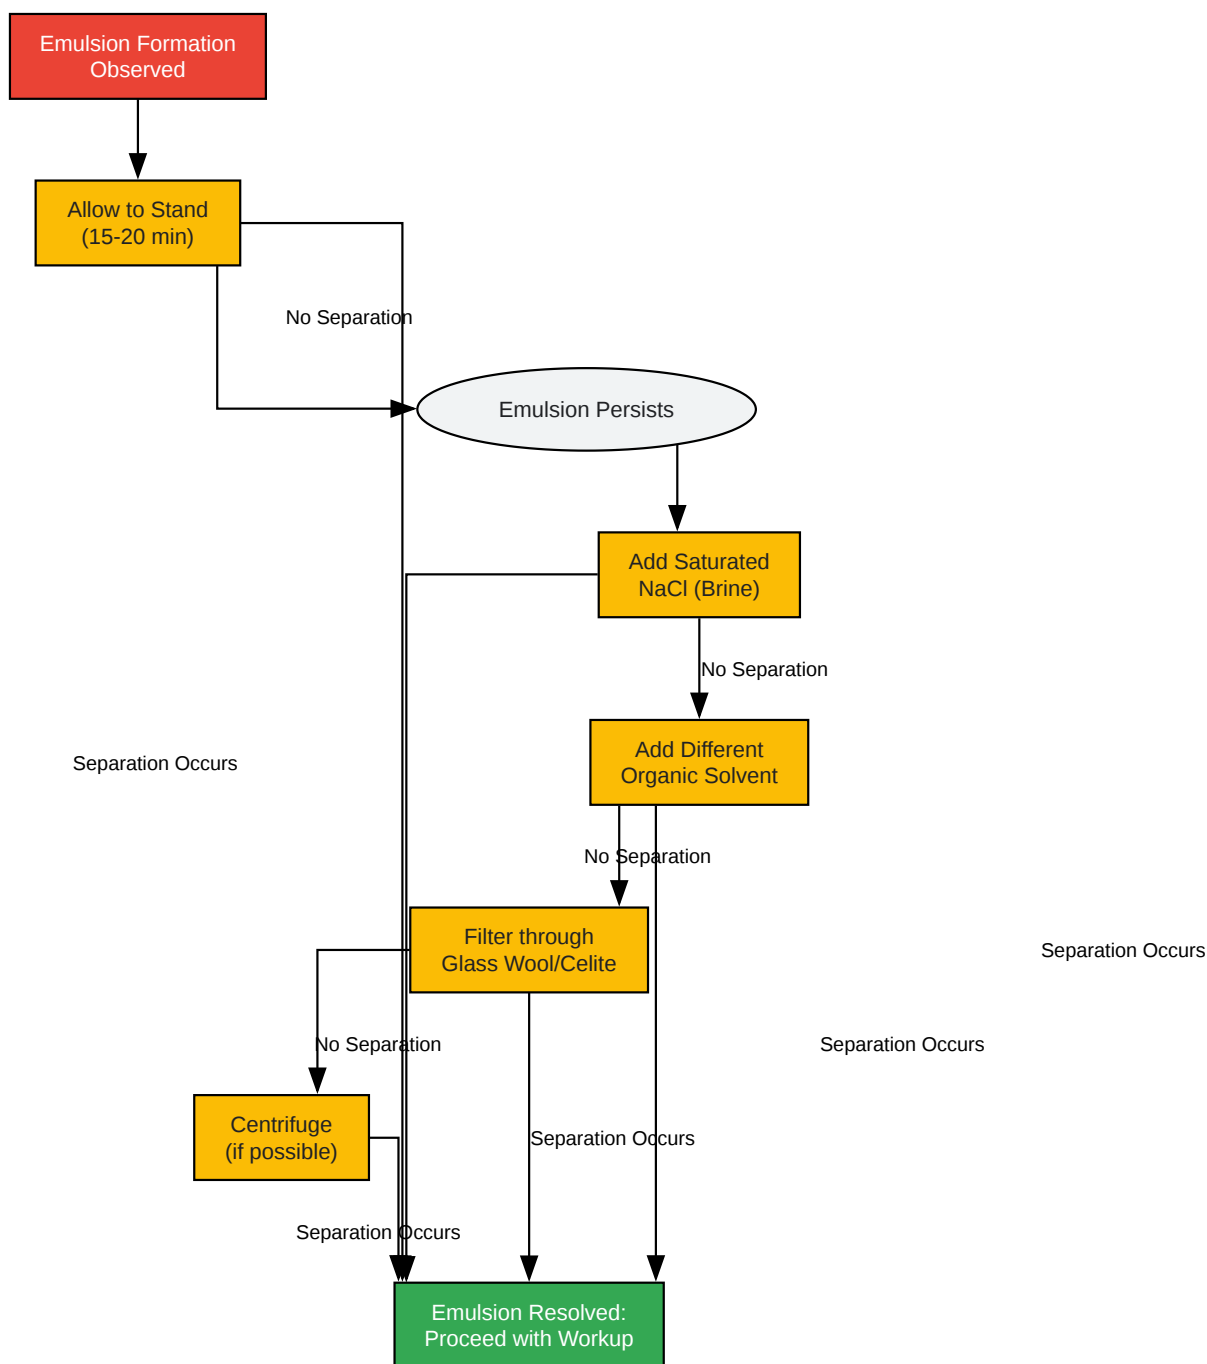 Emulsion Formation
Observed
Allow to Stand
(15-20 min)
No Separation
Emulsion Persists
Add Saturated
NaCl (Brine)
No Separation
Add Different
Organic Solvent
Separation Occurs
No Separation
Filter through
Glass Wool/Celite
Separation Occurs
No Separation
Separation Occurs
Centrifuge
(if possible)
Separation Occurs
Separation Occurs
Emulsion Resolved:
Proceed with Workup